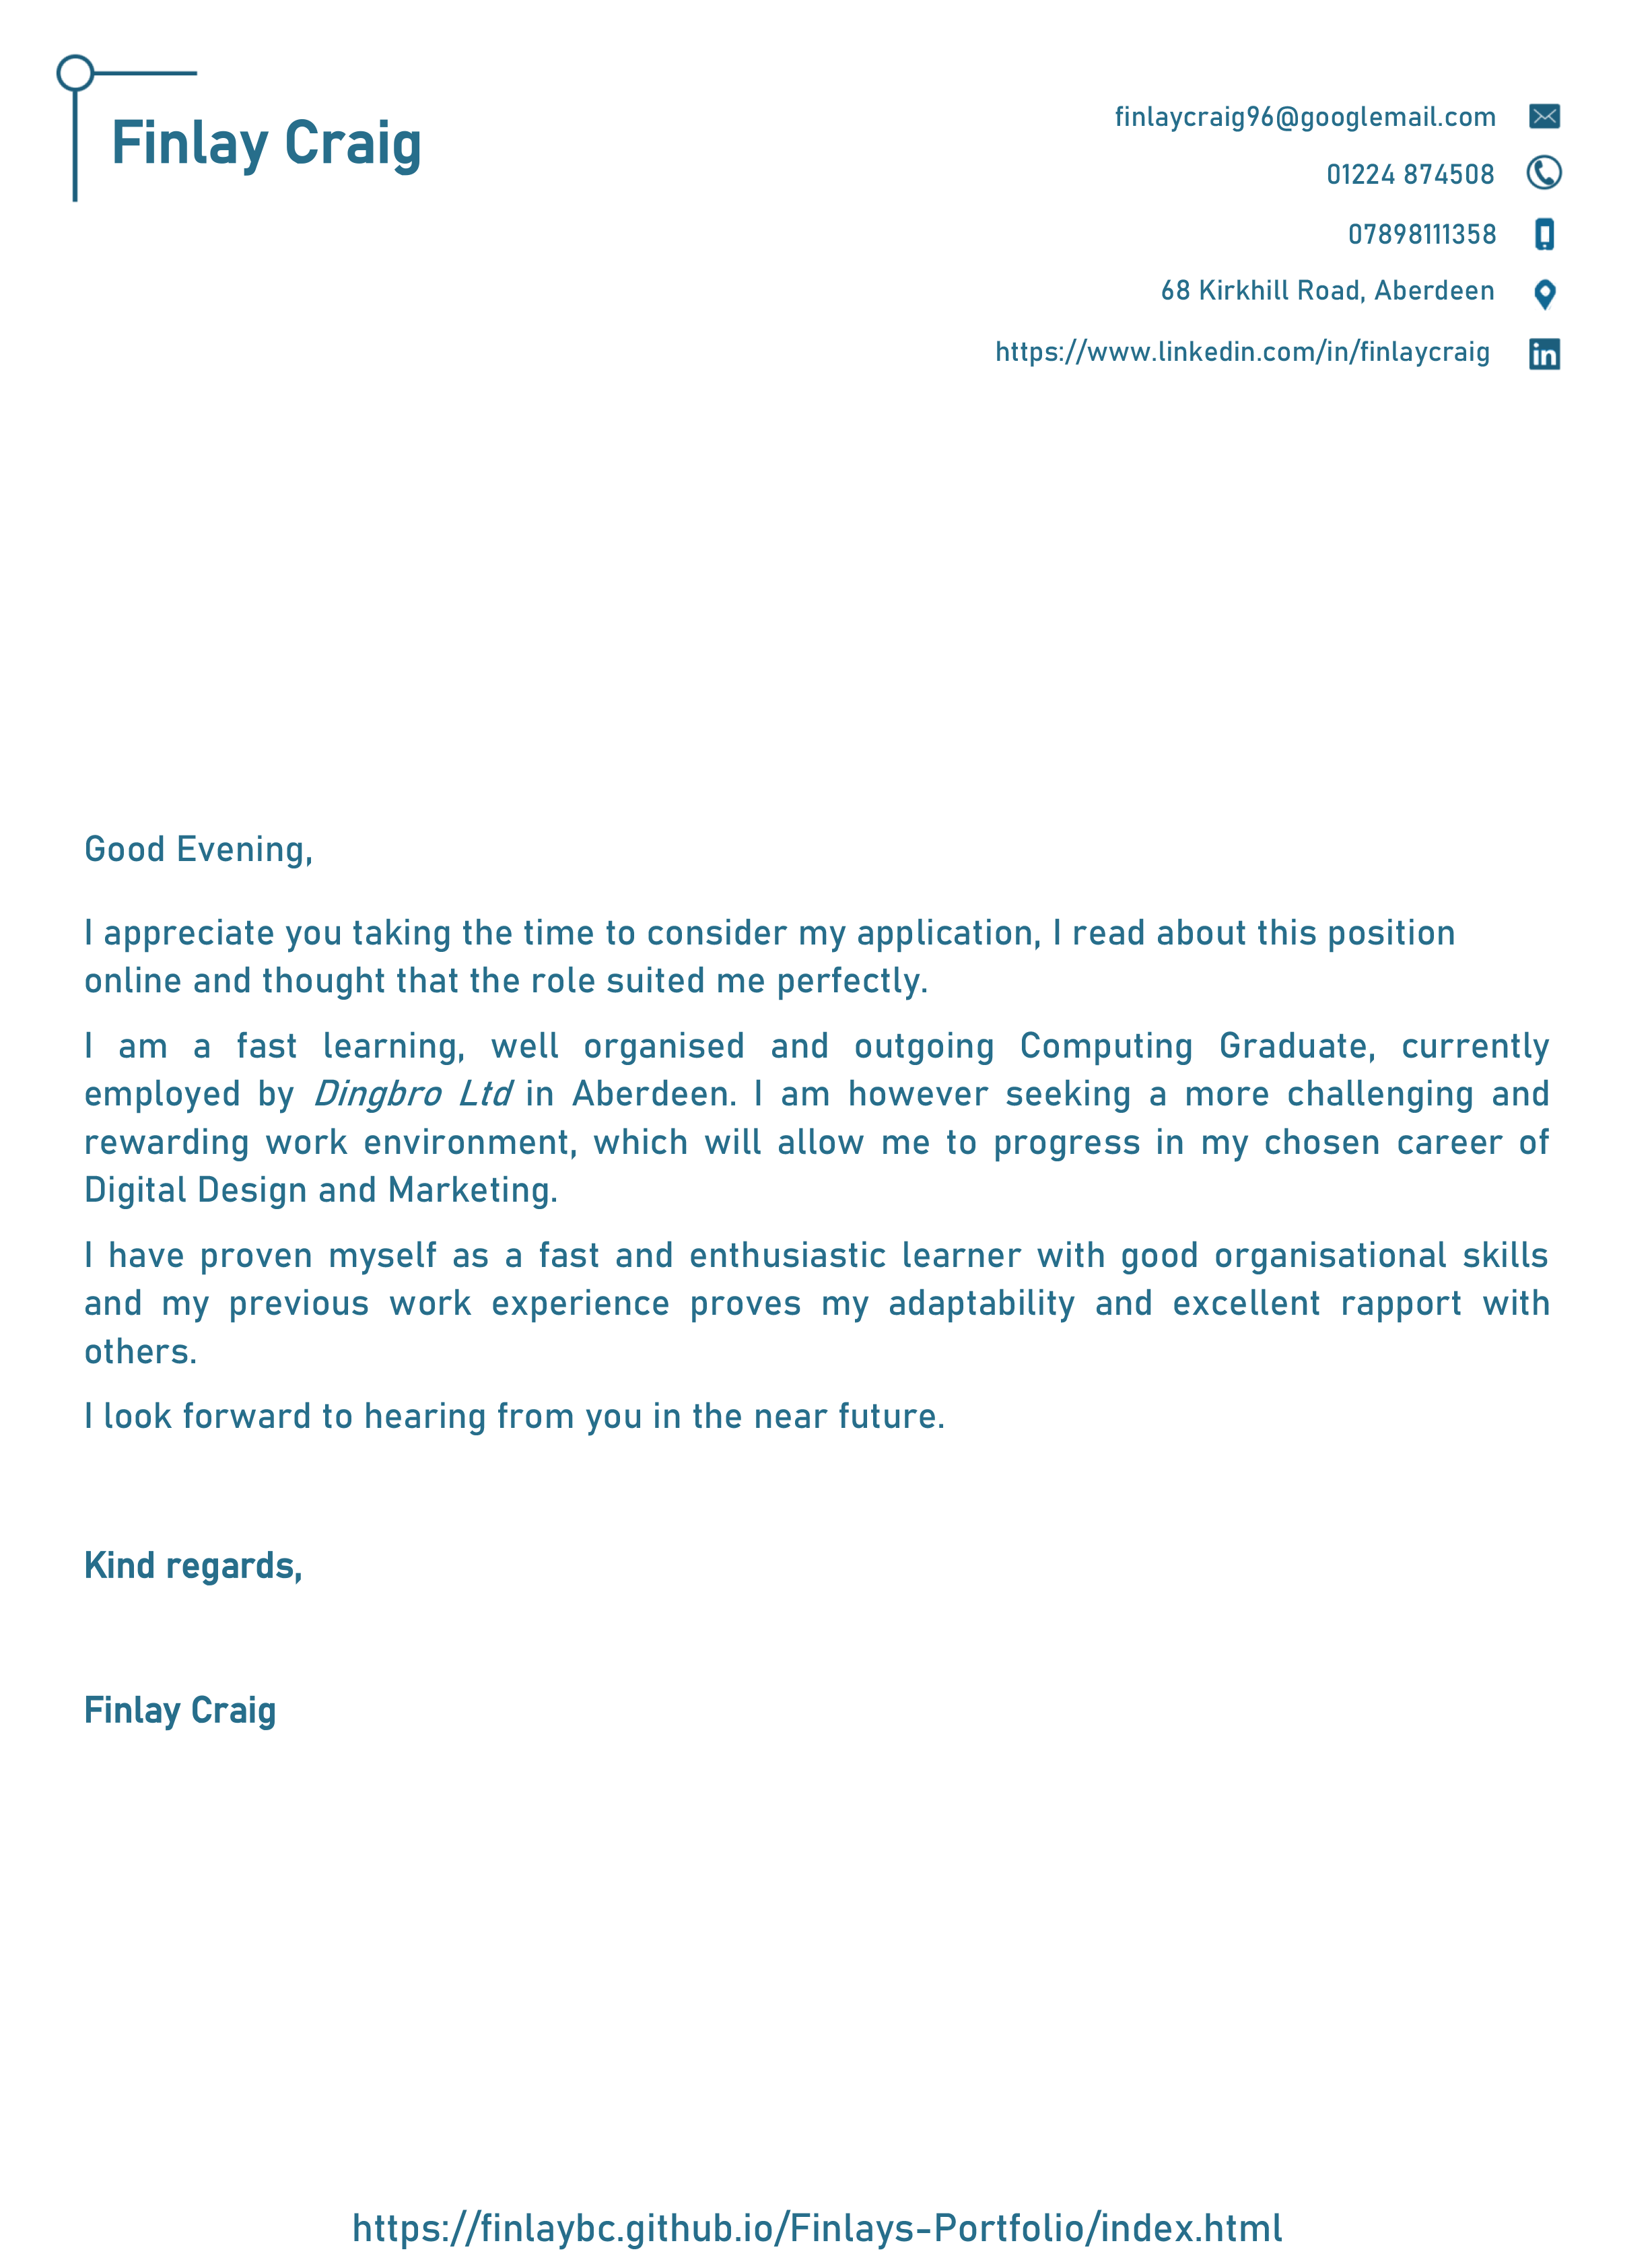 Finlay Craig
finlaycraig96@googlemail.com
01224 874508
07898111358
68 Kirkhill Road, Aberdeen
https://www.linkedin.com/in/finlaycraig
in
Good Evening,
I appreciate you taking the time to consider my application, I read about this position
online and thought that the role suited me perfectly.
I am a fast learning, well organised and outgoing Computing Graduate, currently
employed by Dingbro Ltd in Aberdeen. I am however seeking a more challenging and
rewarding work environment, which will allow me to progress in my chosen career of
Digital Design and Marketing.
I have proven myself as a fast and enthusiastic learner with good organisational skills
and my previous work experience proves my adaptability and excellent rapport with
others.
I look forward to hearing from you in the near future.
Kind regards,
Finlay Craig
https://finlaybc.github.io/Finlays-Portfolio/index.html